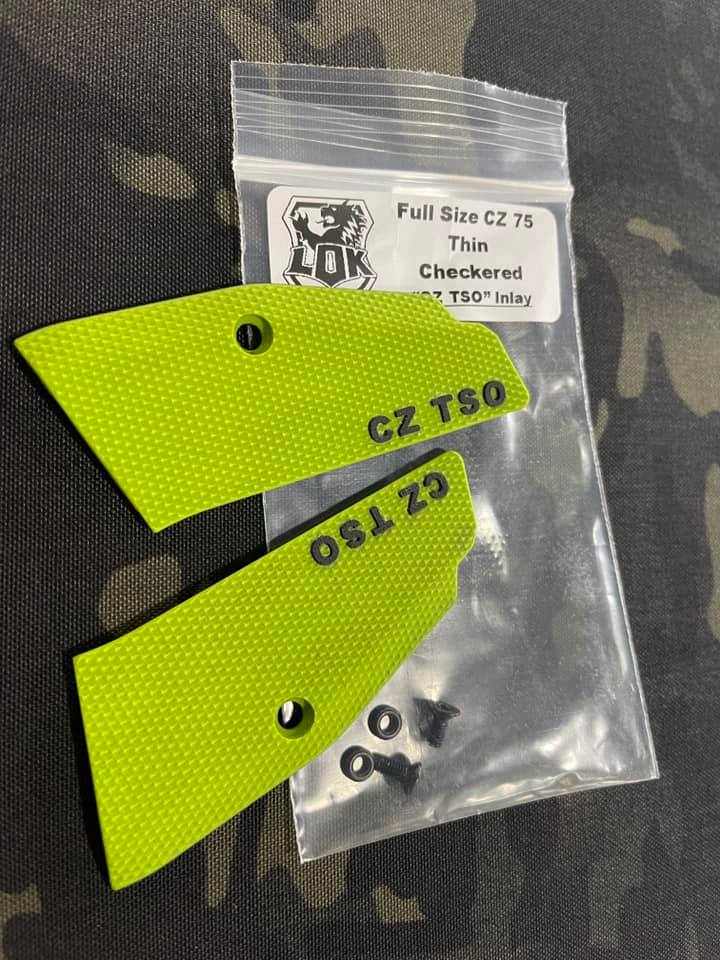 LOK
Full Size CZ 75
Thin
Checkered
“CZ TSO” Inlay
CZ TSO
CZ TSO